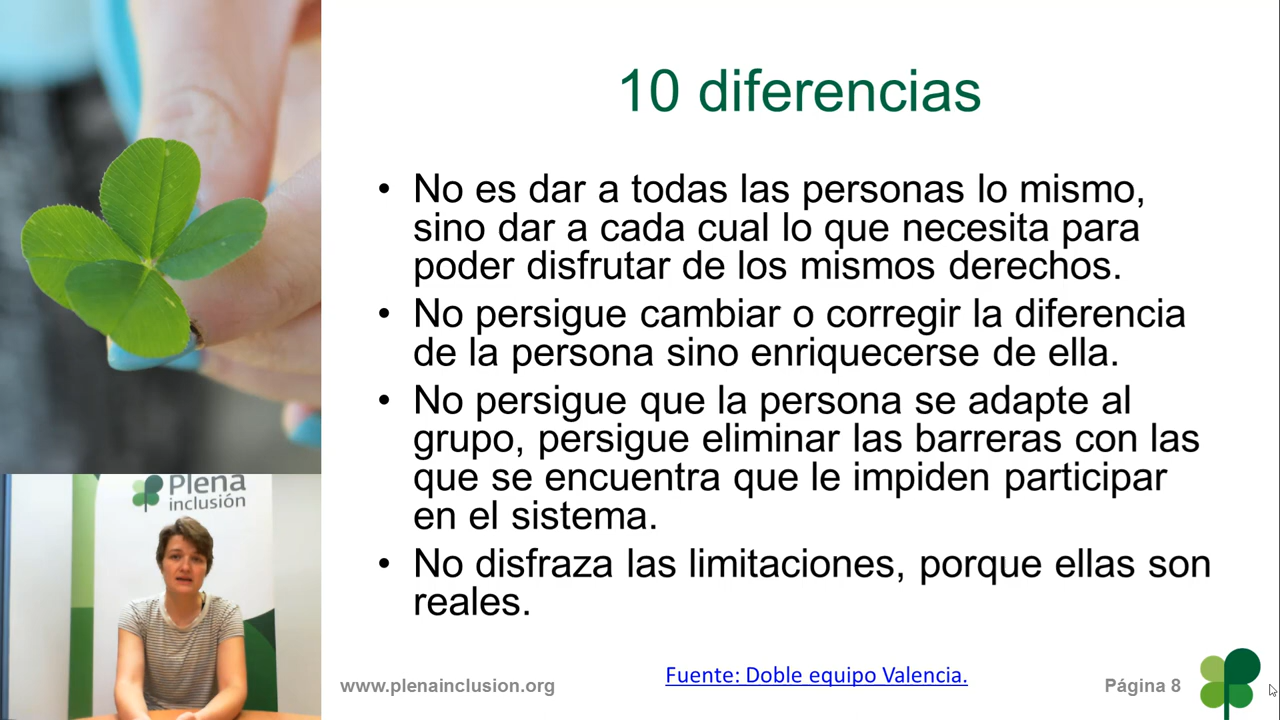 10 diferencias
• No es dar a todas las personas lo mismo,
sino dar a cada cual lo que necesita para
poder disfrutar de los mismos derechos.
• No persigue cambiar o corregir la diferencia
de la persona sino enriquecerse de ella.
• No persigue que la persona se adapte al
grupo, persigue eliminar las barreras con las
que se encuentra que le impiden participar
en el sistema.
• No disfraza las limitaciones, porque ellas son
reales.
Plena
inclusión
www.plenainclusion.org
Fuente: Doble equipo Valencia.
Página 8